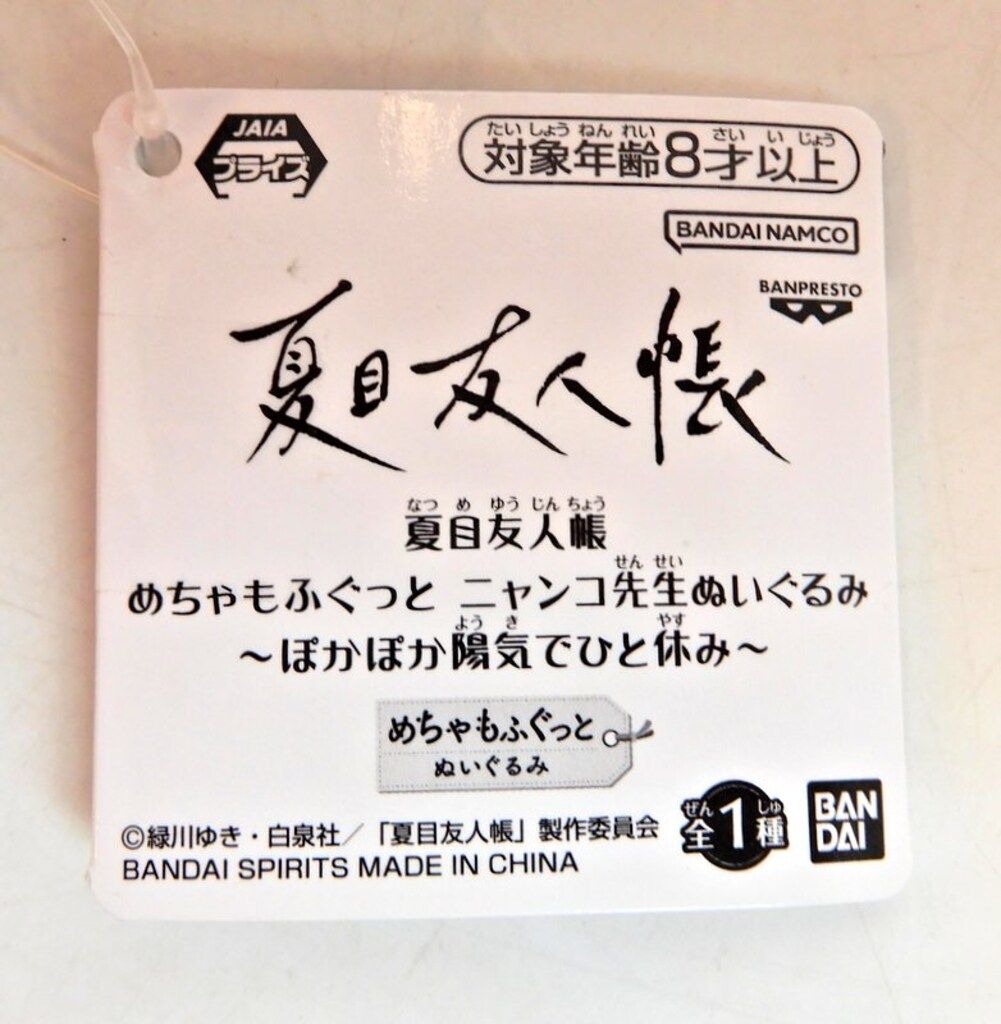 JAIA
プライズ
たいしょうねんれい さい いじょう
対象年齢8才以上
BANDAI NAMCO
BANPRESTO
夏目友人帳
なつ め ゆう じん ちょう
夏目友人帳
せん せい
めちゃもふぐっと ニャンコ先生ぬいぐるみ
よう き やす
~ぽかぽか陽気でひと休み~
めちゃもふぐっと
ぬいぐるみ
©緑川ゆき・白泉社/「夏目友人帳」製作委員会
BANDAI SPIRITS MADE IN CHINA
ぜん しゅ
全1種
BAN
DAI